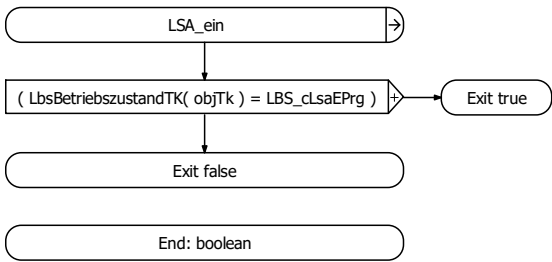 LSA_ein
( LbsBetriebszustandTK( objTk ) = LBS_cLsaEPrg )
+
Exit true
Exit false
End: boolean